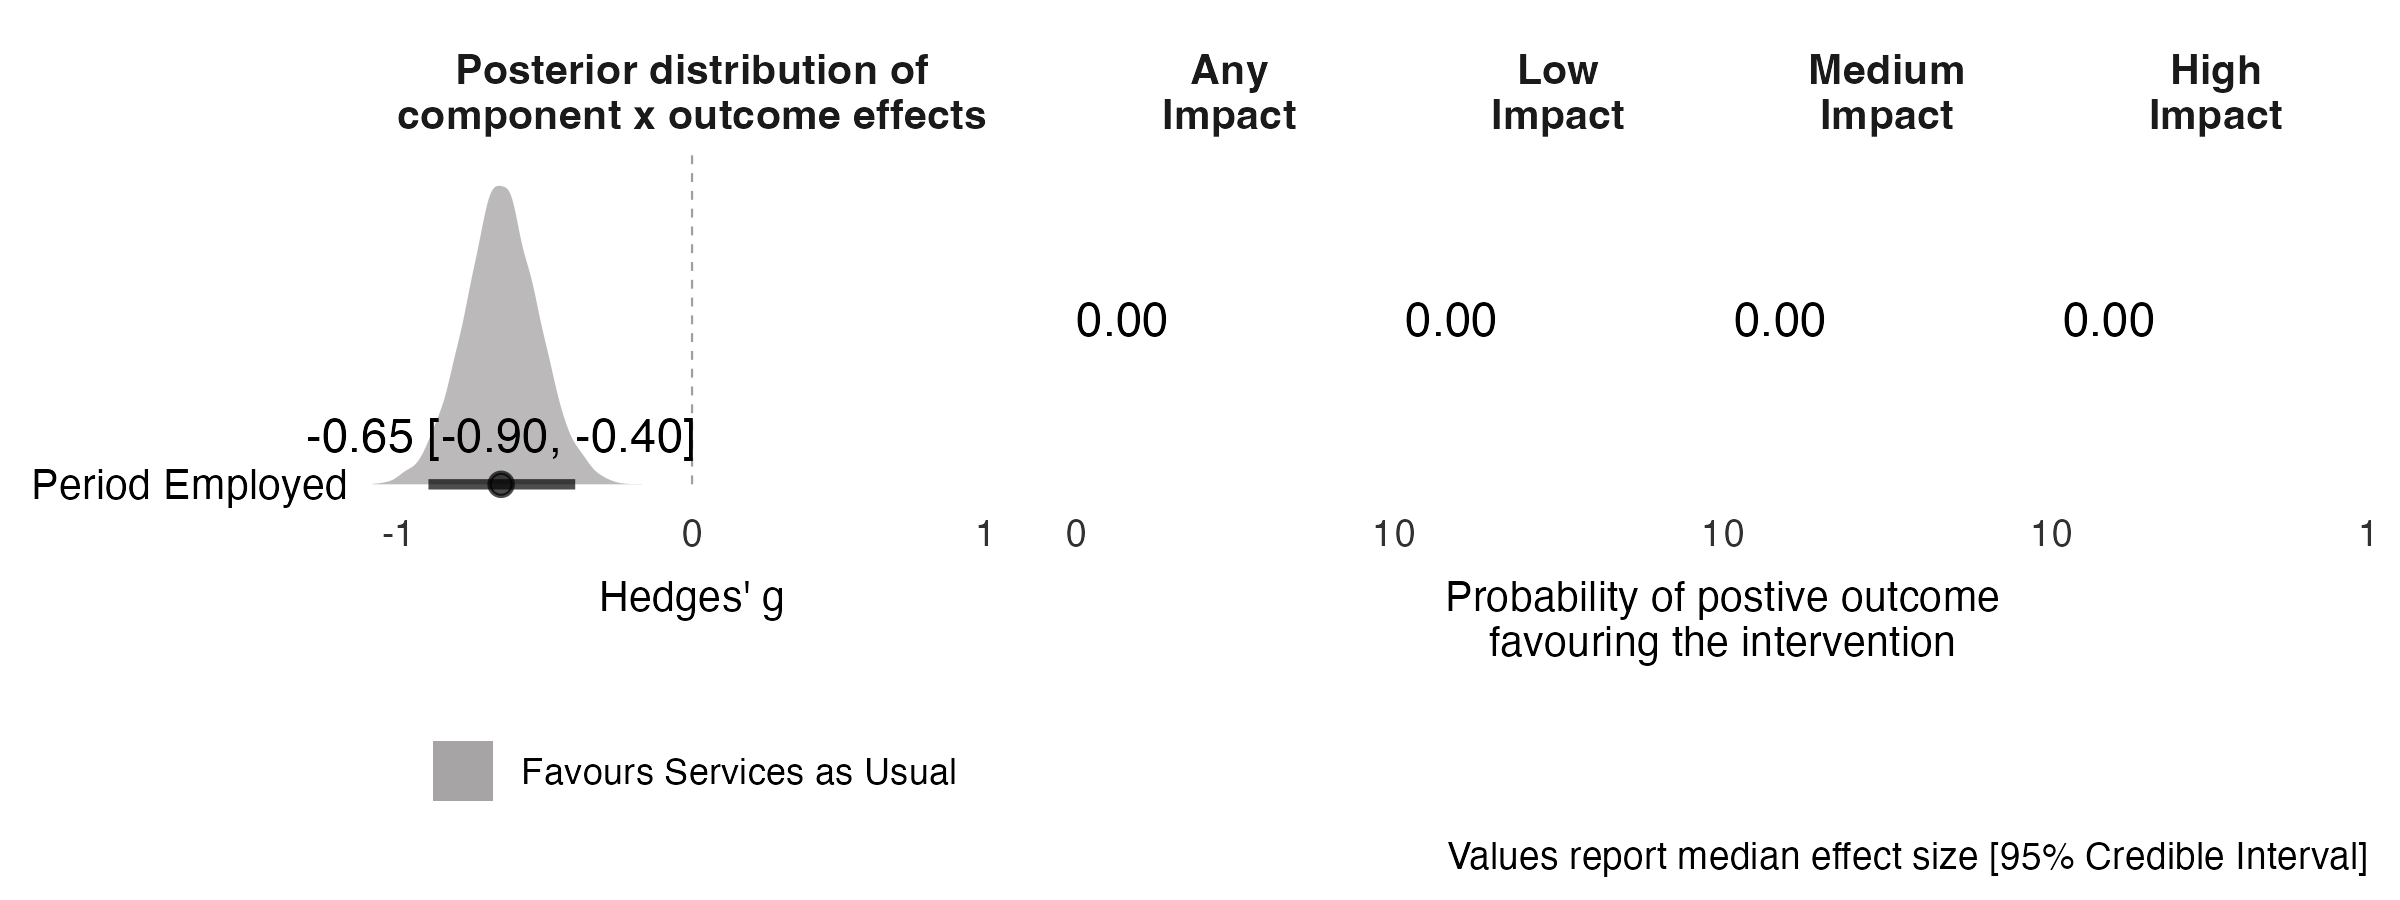 Posterior distribution of
component x outcome effects
Any
Impact
Low
Impact
Medium
Impact
High
Impact
0.00
0.00
0.00
0.00
-0.65 [-0.90, -0.40]
Period Employed
-1 0 1 0 10 10 10 1
Hedges' g
Probability of postive outcome
favouring the intervention
Favours Services as Usual
Values report median effect size [95% Credible Interval]